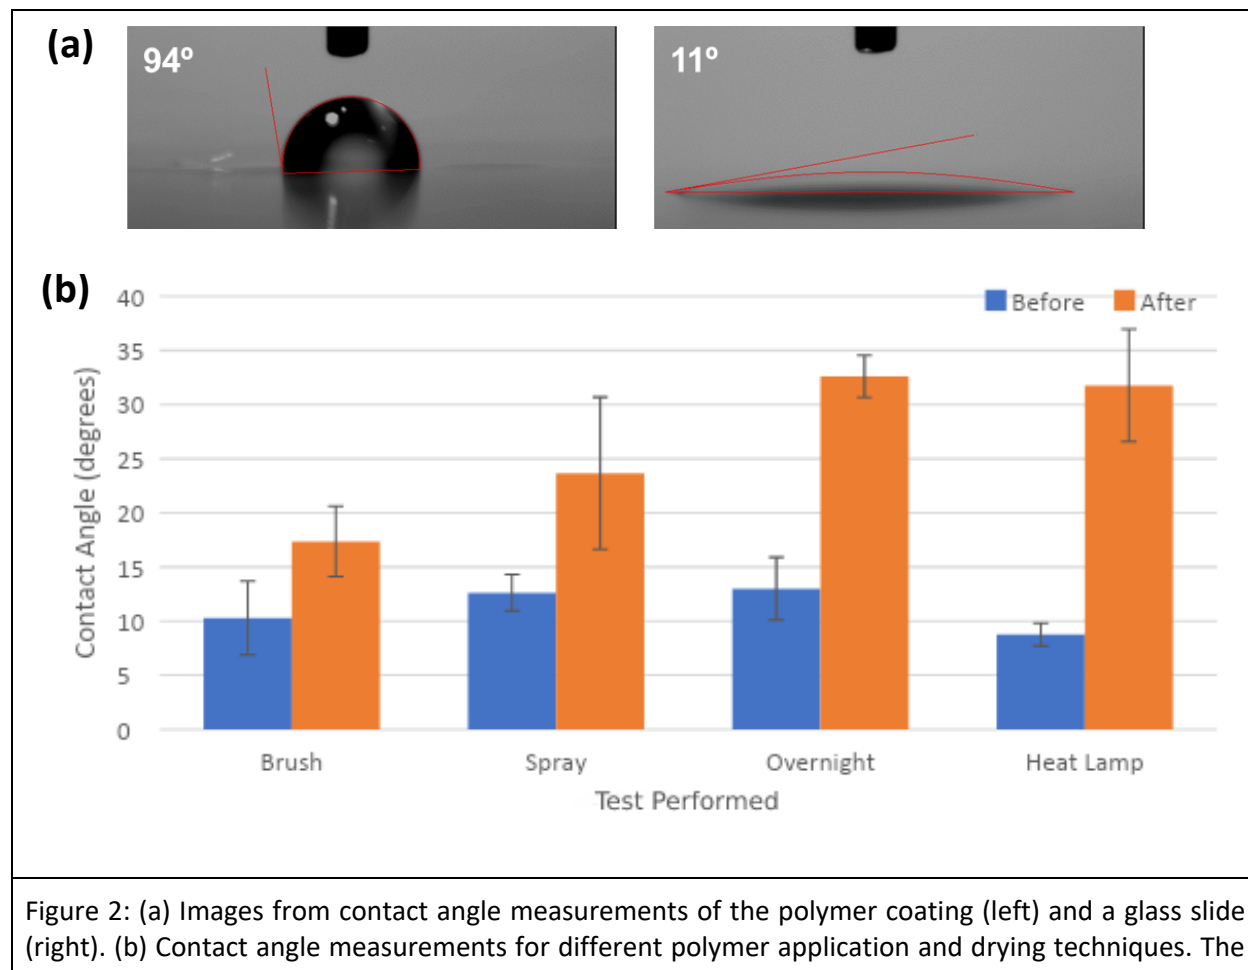 (a)
94º
11º
(b)
Before After
40
35
30
25
20
15
10
5
0
Contact Angle (degrees)
Brush Spray Overnight Heat Lamp
Test Performed
Figure 2: (a) Images from contact angle measurements of the polymer coating (left) and a glass slide
(right). (b) Contact angle measurements for different polymer application and drying techniques. The